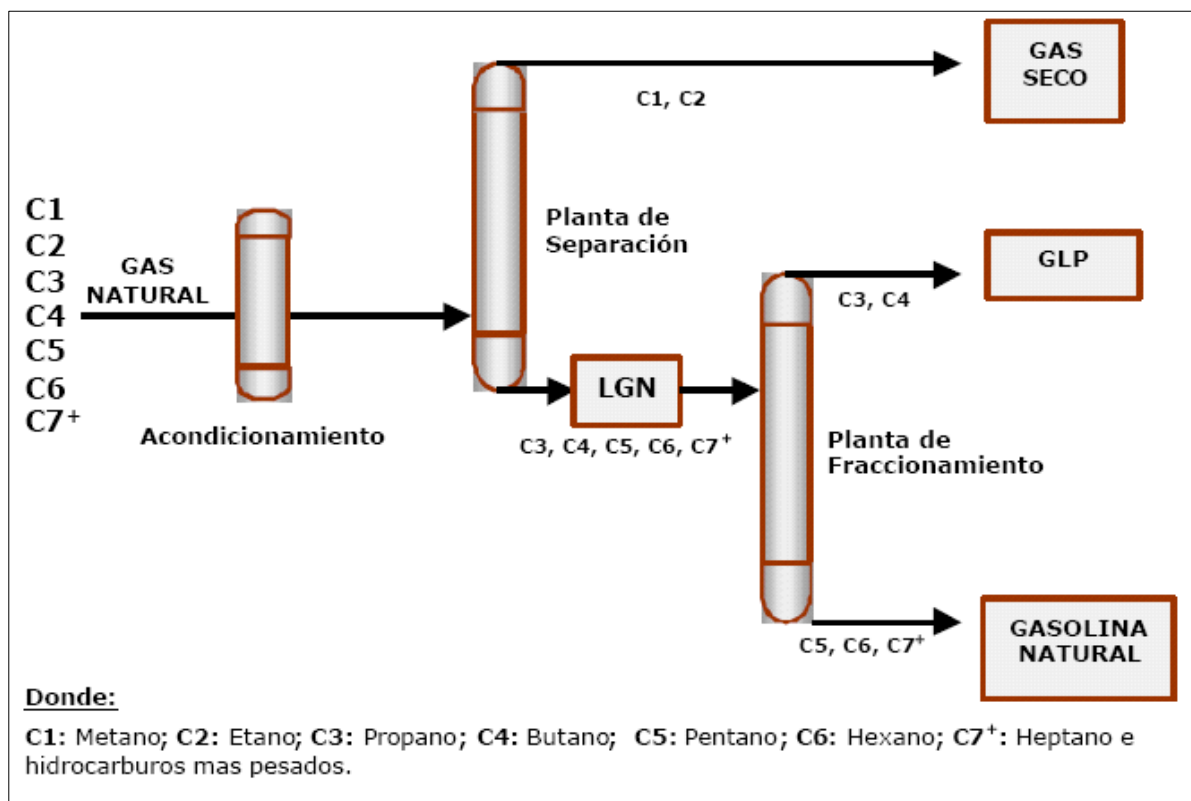 GAS
SECO
C1, C2
C1
C2
C3
C4
C5
C6
C7⁺
GAS
NATURAL
Acondicionamiento
Planta de
Separación
GLP
C3, C4
LGN
C3, C4, C5, C6, C7⁺
Planta de
Fraccionamiento
GASOLINA
NATURAL
C5, C6, C7⁺
Donde:
C1: Metano; C2: Etano; C3: Propano; C4: Butano; C5: Pentano; C6: Hexano; C7⁺: Heptano e
hidrocarburos mas pesados.